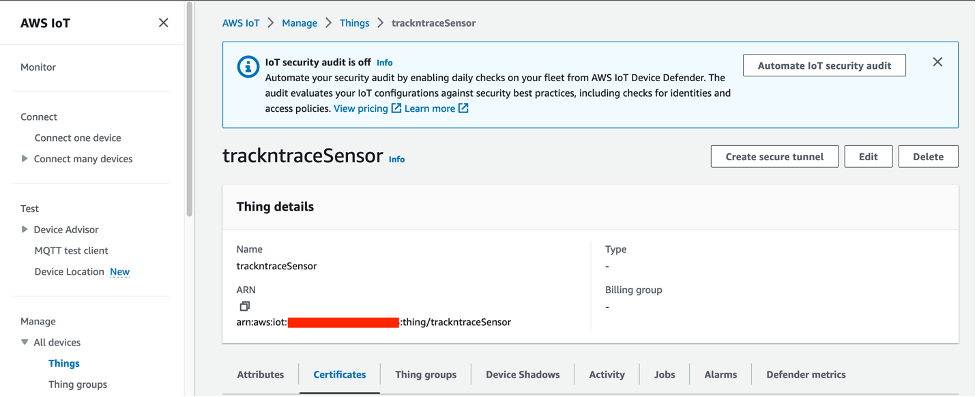 AWS IoT
Monitor
Connect
Connect one device
Connect many devices
Test
Device Advisor
MQTT test client
Device Location New
Manage
All devices
Things
Thing groups
AWS IoT > Manage > Things > trackntraceSensor
IoT security audit is off Info
Automate your security audit by enabling daily checks on your fleet from AWS IoT Device Defender. The
audit evaluates your IoT configurations against security best practices, including checks for identities and
access policies. View pricing Learn more
Automate IoT security audit
trackntraceSensor Info
Create secure tunnel
Edit
Delete
Thing details
Name
trackntraceSensor
ARN
arn:aws:iot: :thing/trackntraceSensor
Type
-
Billing group
-
Attributes
Certificates
Thing groups
Device Shadows
Activity
Jobs
Alarms
Defender metrics